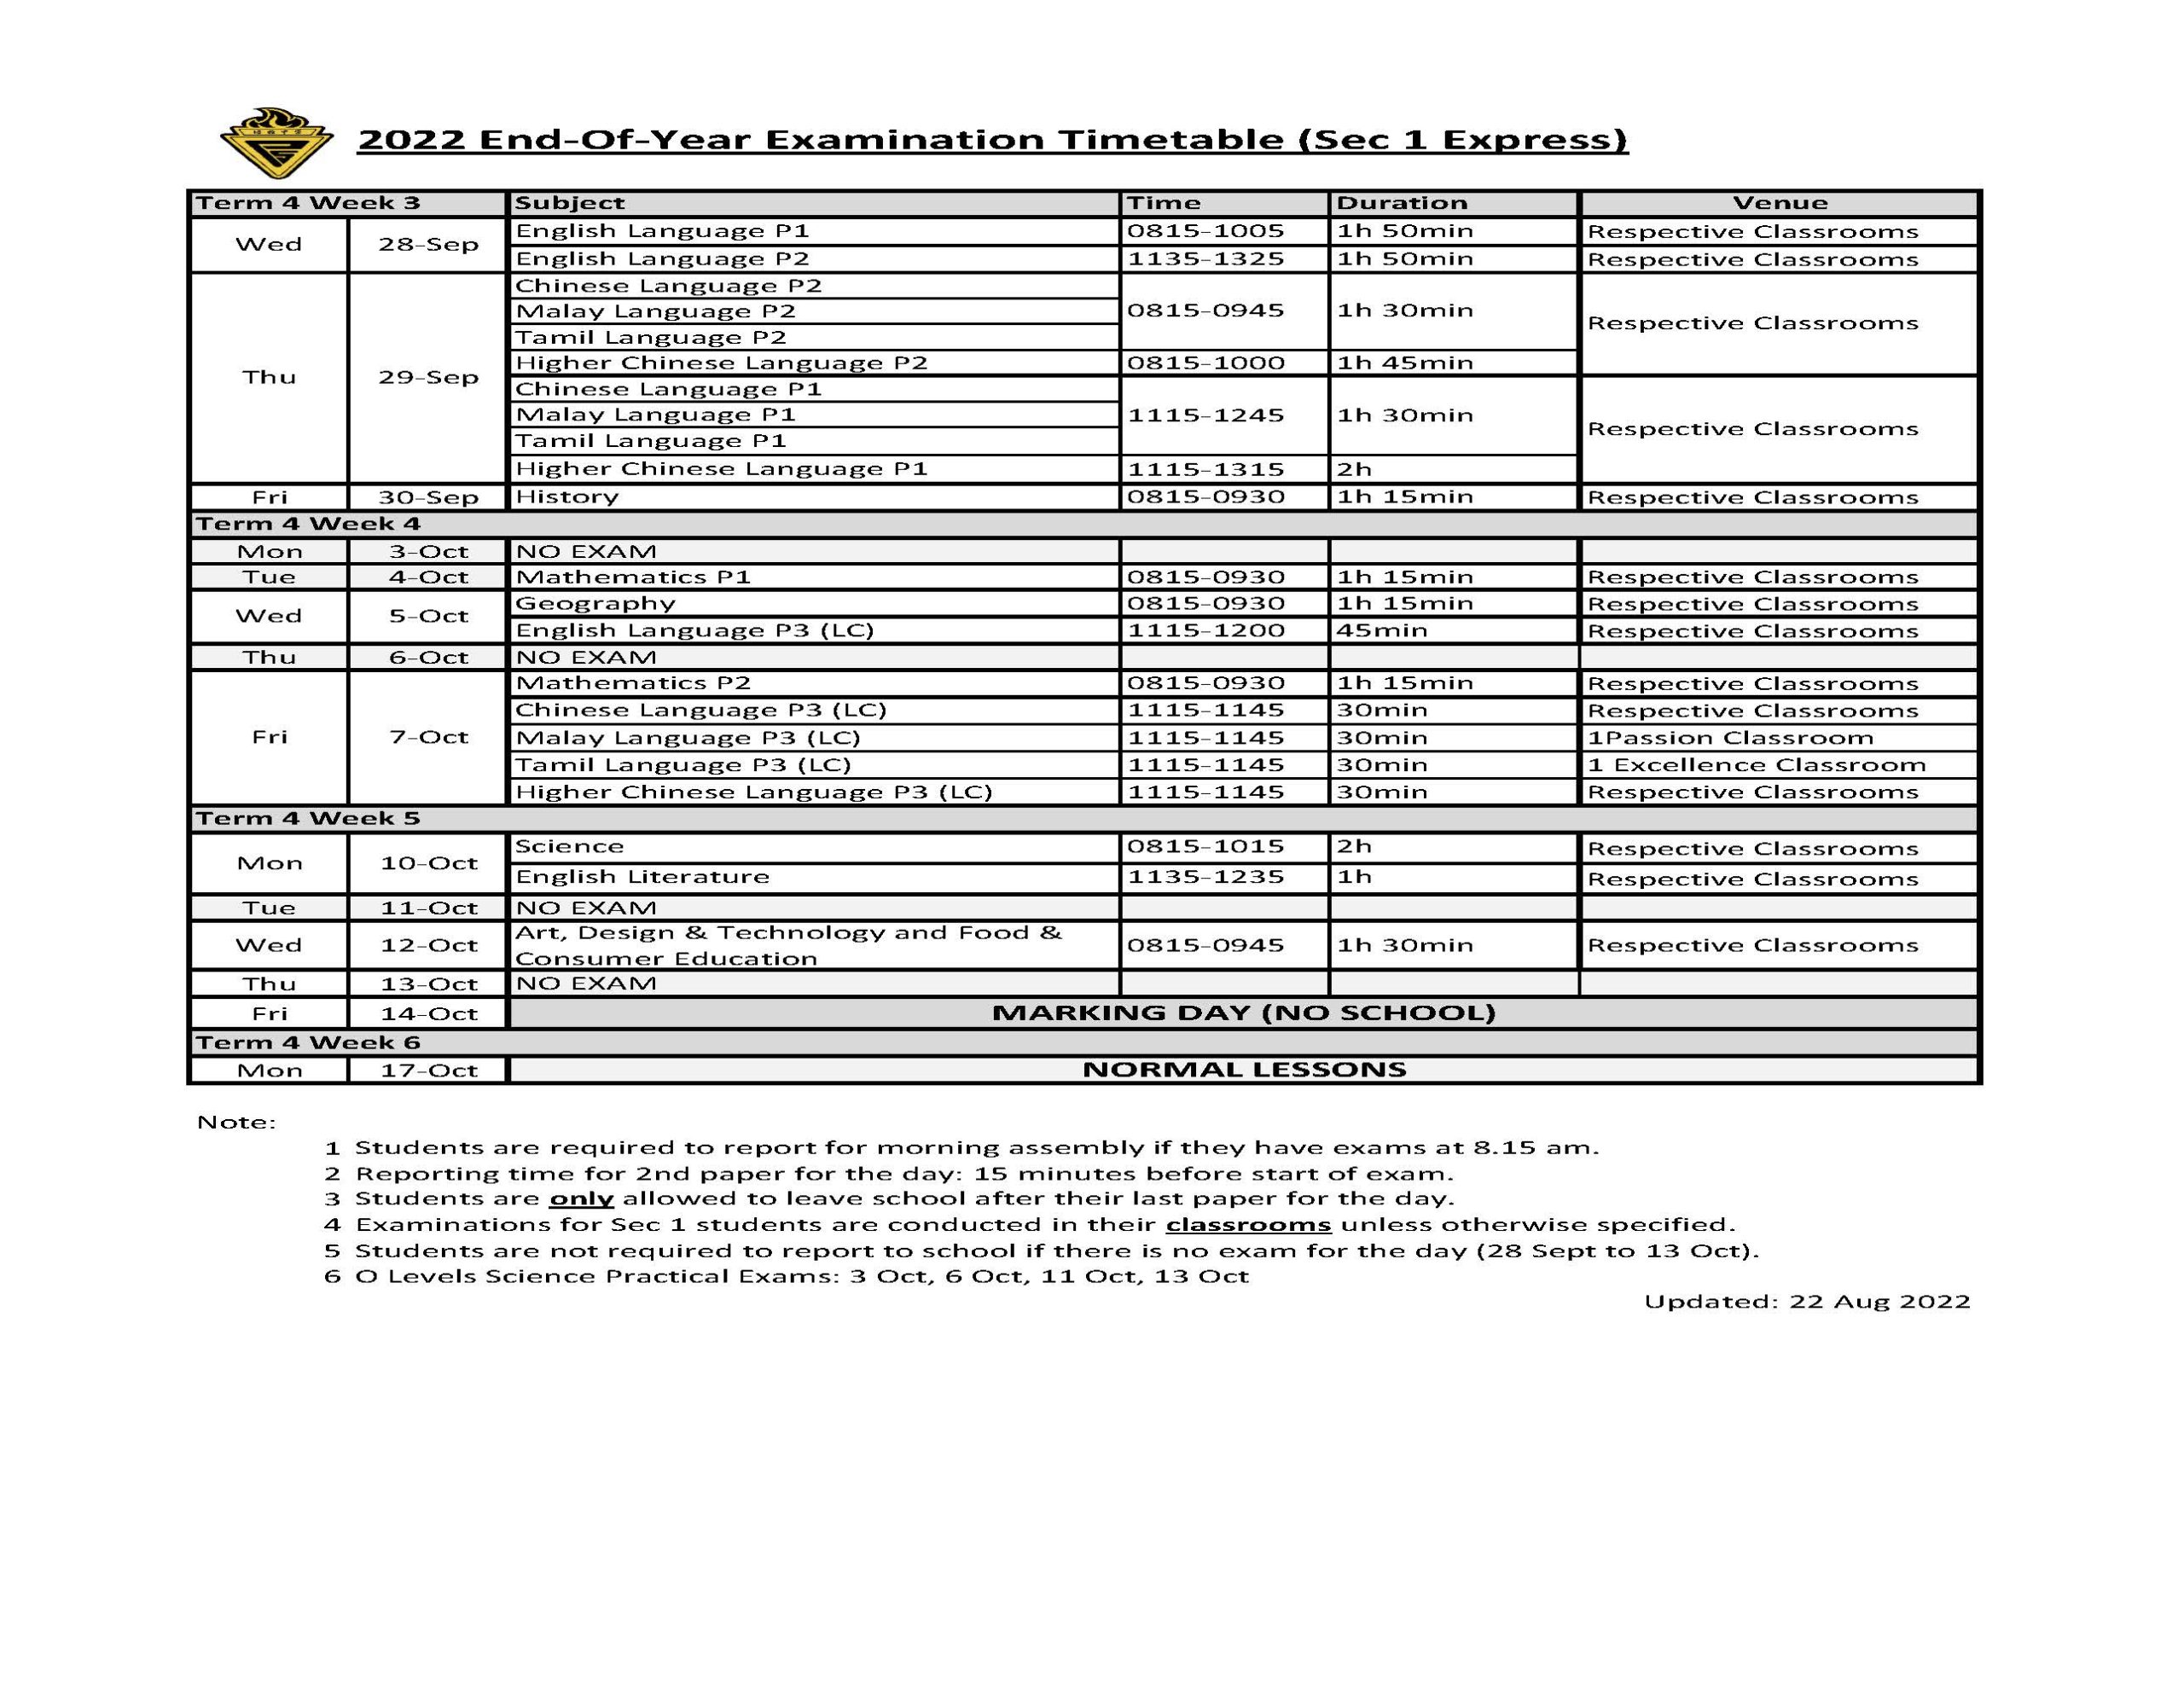 2022 End-Of-Year Examination Timetable (Sec 1 Express)
Term 4 Week 3 Subject Time Duration Venue
Wed 28-Sep English Language P1 0815-1005 1h 50min Respective Classrooms
English Language P2 1135-1325 1h 50min Respective Classrooms
Thu 29-Sep Chinese Language P2 0815-0945 1h 30min Respective Classrooms
Malay Language P2
Tamil Language P2
Higher Chinese Language P2 0815-1000 1h 45min
Chinese Language P1 1115-1245 1h 30min Respective Classrooms
Malay Language P1
Tamil Language P1
Higher Chinese Language P1 1115-1315 2h
Fri 30-Sep History 0815-0930 1h 15min Respective Classrooms
Term 4 Week 4
Mon 3-Oct NO EXAM
Tue 4-Oct Mathematics P1 0815-0930 1h 15min Respective Classrooms
Wed 5-Oct Geography 0815-0930 1h 15min Respective Classrooms
English Language P3 (LC) 1115-1200 45min Respective Classrooms
Thu 6-Oct NO EXAM
Fri 7-Oct Mathematics P2 0815-0930 1h 15min Respective Classrooms
Chinese Language P3 (LC) 1115-1145 30min Respective Classrooms
Malay Language P3 (LC) 1115-1145 30min 1Passion Classroom
Tamil Language P3 (LC) 1115-1145 30min 1 Excellence Classroom
Higher Chinese Language P3 (LC) 1115-1145 30min Respective Classrooms
Term 4 Week 5
Mon 10-Oct Science 0815-1015 2h Respective Classrooms
English Literature 1135-1235 1h Respective Classrooms
Tue 11-Oct NO EXAM
Wed 12-Oct Art, Design & Technology and Food &
Consumer Education 0815-0945 1h 30min Respective Classrooms
Thu 13-Oct NO EXAM
Fri 14-Oct MARKING DAY (NO SCHOOL)
Term 4 Week 6
Mon 17-Oct NORMAL LESSONS
Note:
1 Students are required to report for morning assembly if they have exams at 8.15 am.
2 Reporting time for 2nd paper for the day: 15 minutes before start of exam.
3 Students are only allowed to leave school after their last paper for the day.
4 Examinations for Sec 1 students are conducted in their classrooms unless otherwise specified.
5 Students are not required to report to school if there is no exam for the day (28 Sept to 13 Oct).
6 O Levels Science Practical Exams: 3 Oct, 6 Oct, 11 Oct, 13 Oct
Updated: 22 Aug 2022